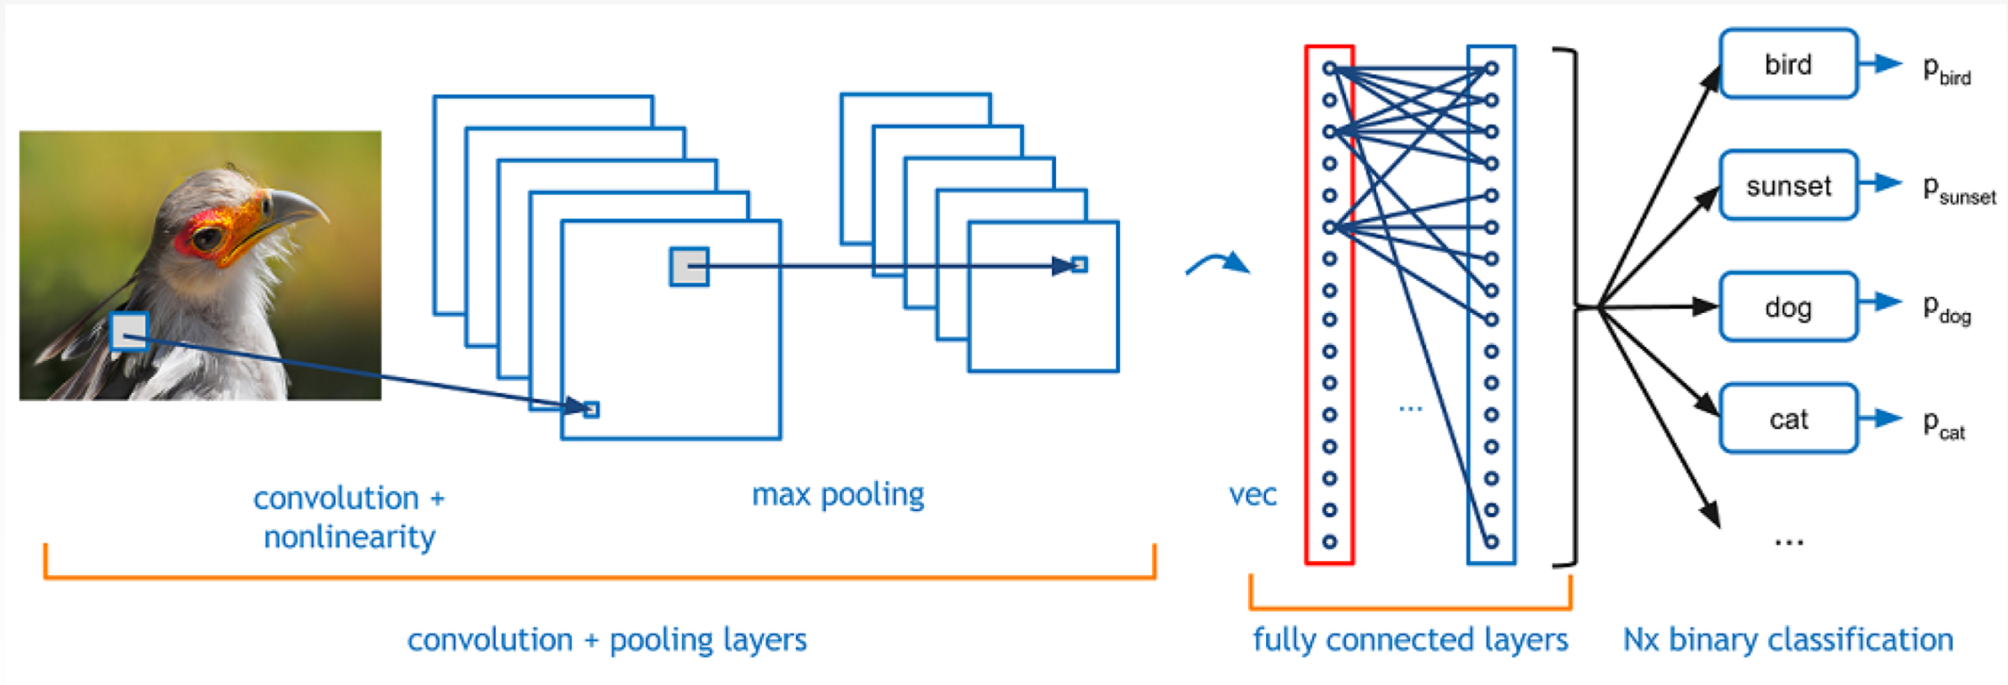 convolution +
nonlinearity
max pooling
vec
convolution + pooling layers
fully connected layers
Nx binary classification
...
bird
p_bird
sunset
p_sunset
dog
p_dog
cat
p_cat
...